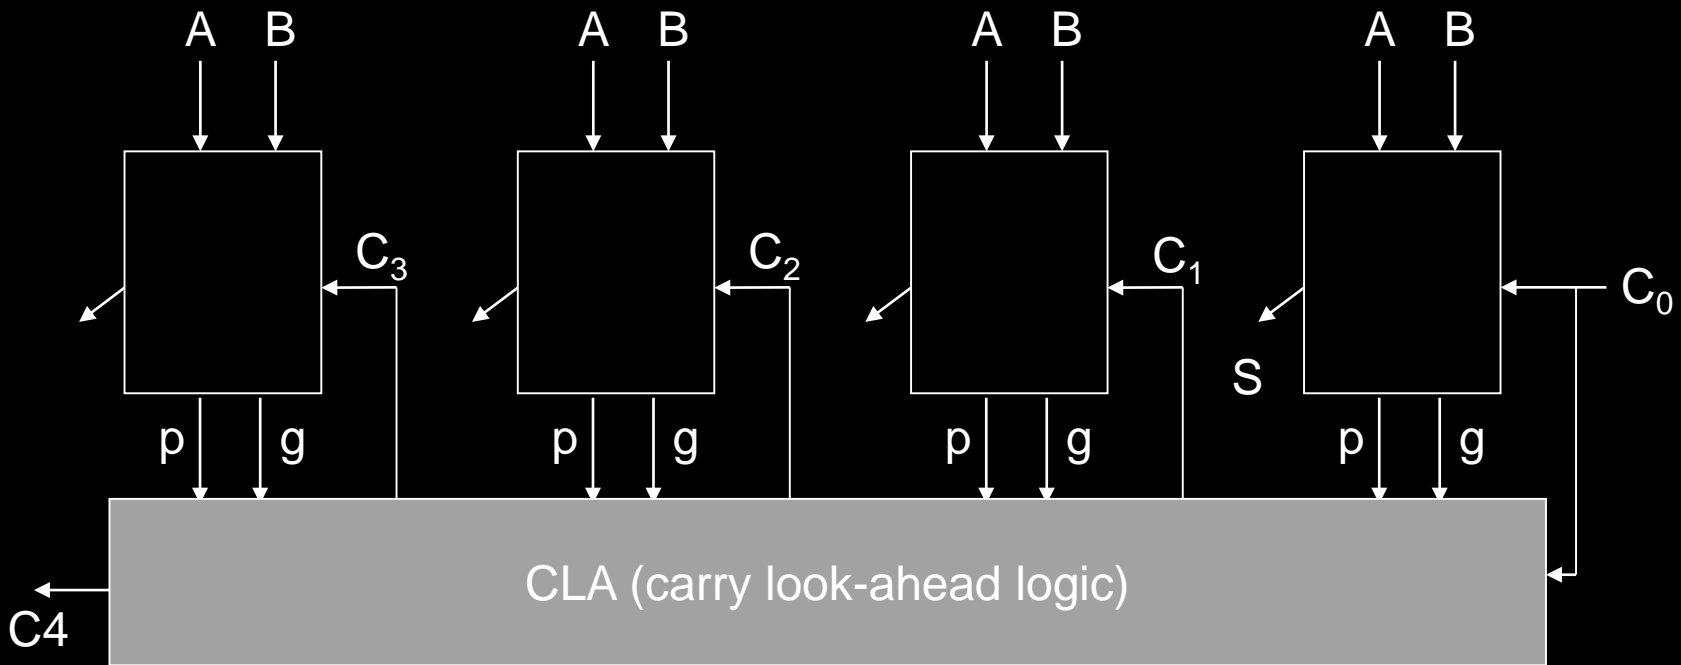 A B A B A B A B
C₃ C₂ C₁ C₀
S
p g p g p g p g
CLA (carry look-ahead logic)
C4